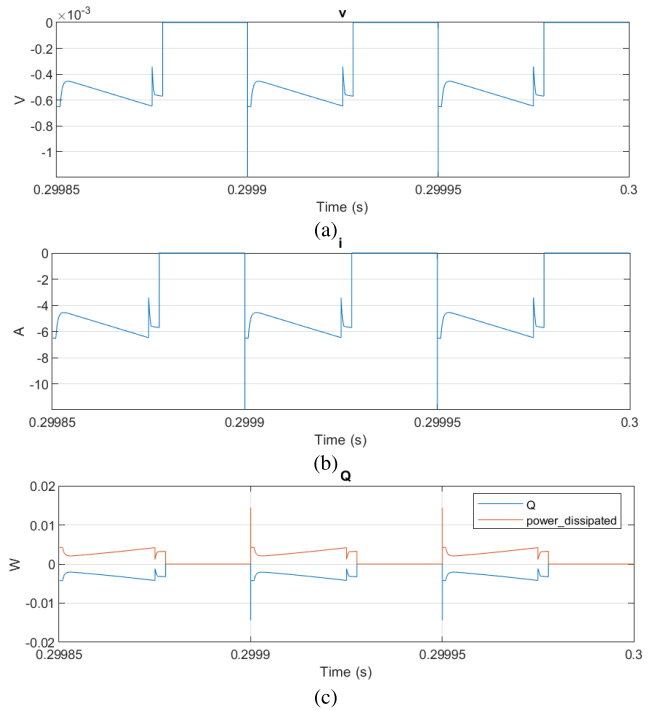 ×10⁻³
v
0
-0.2
-0.4
-0.6
-0.8
-1
V
0.29985
0.2999
0.29995
0.3
Time (s)
(a)
i
0
-2
-4
-6
-8
-10
A
0.29985
0.2999
0.29995
0.3
Time (s)
(b)
Q
0.02
0.01
0
-0.01
-0.02
W
Q
power_dissipated
0.29985
0.2999
0.29995
0.3
Time (s)
(c)